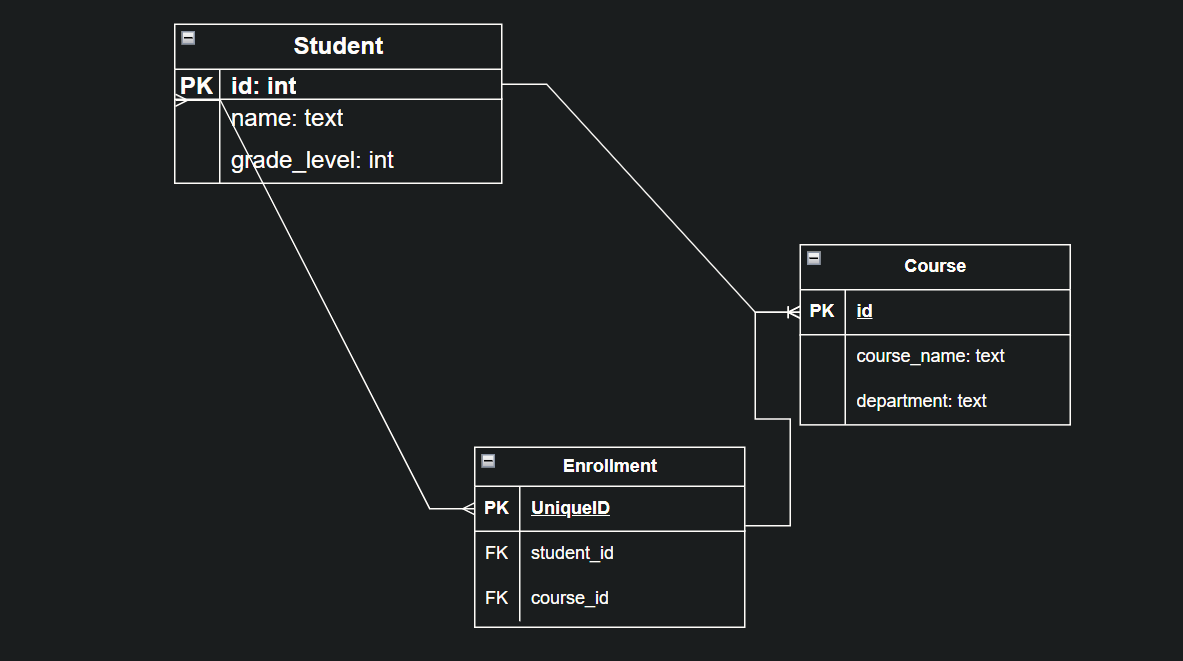 Student
PK id: int
name: text
grade_level: int
Course
PK id
course_name: text
department: text
Enrollment
PK UniqueID
FK student_id
FK course_id